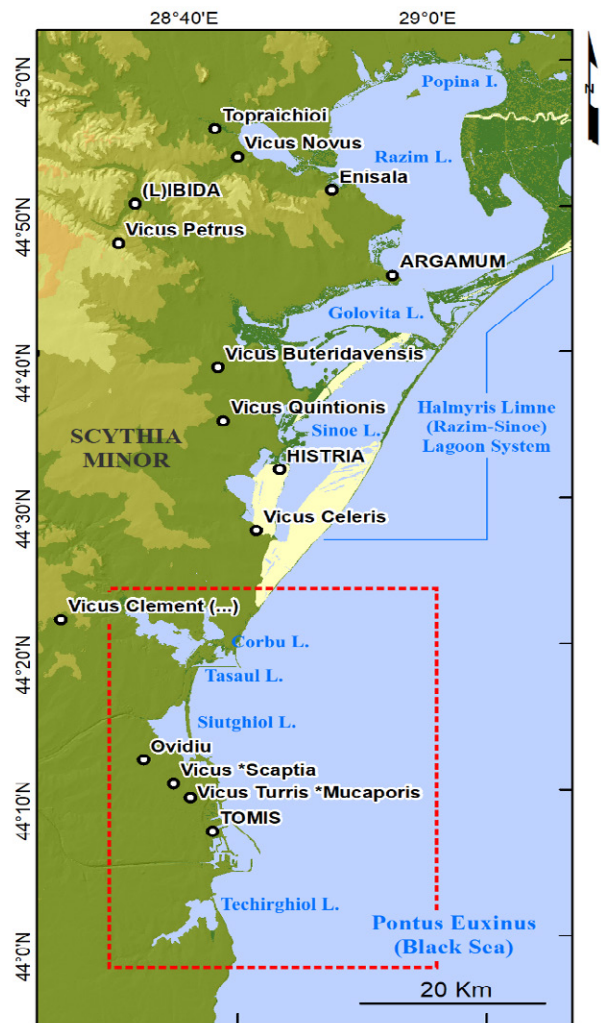 28°40'E 29°0'E
45°0'N
N
Popina I.
Topraichioi
Vicus Novus
Razim L.
Enisala
(L)IBIDA
44°50'N
Vicus Petrus
ARGAMUM
Golovita L.
Vicus Buteridavensis
44°40'N
Vicus Quintionis
Halmyris Limne
(Razim-Sinoe)
Lagoon System
Sinoe L.
SCYTHIA
MINOR
HISTRIA
44°30'N
Vicus Celeris
Vicus Clement (...)
Corbu L.
44°20'N
Tasaul L.
Siutghiol L.
Ovidiu
Vicus *Scaptia
Vicus Turris *Mucaporis
44°10'N
TOMIS
Techirghiol L.
Pontus Euxinus
(Black Sea)
44°0'N
20 Km